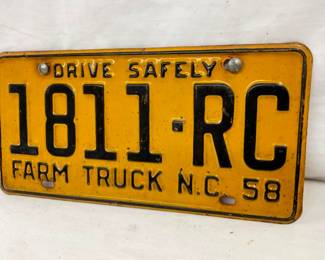 DRIVE SAFELY
1811-RC
FARM TRUCK N.C. 58